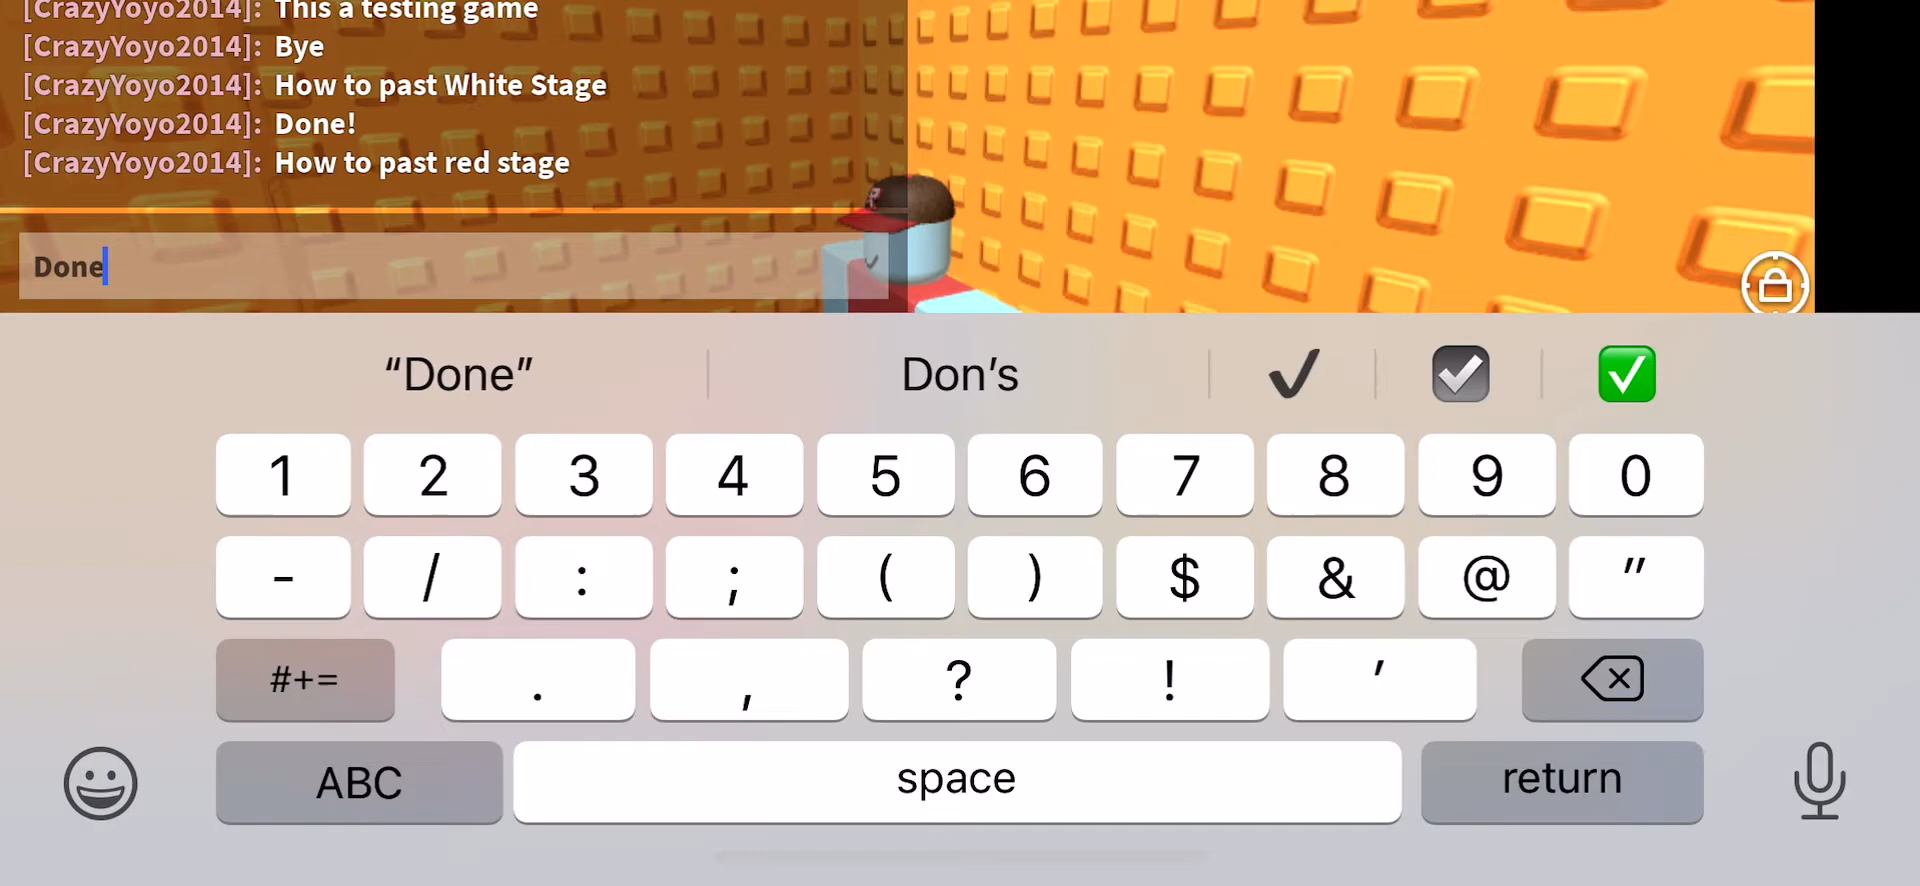 [CrazyYoyo2014]: This a testing game
[CrazyYoyo2014]: Bye
[CrazyYoyo2014]: How to past White Stage
[CrazyYoyo2014]: Done!
[CrazyYoyo2014]: How to past red stage
Done
“Done” Don’s ✔ ☑ ✅
1 2 3 4 5 6 7 8 9 0
- / : ; ( ) $ & @ "
#+= . , ? ! '
ABC space return